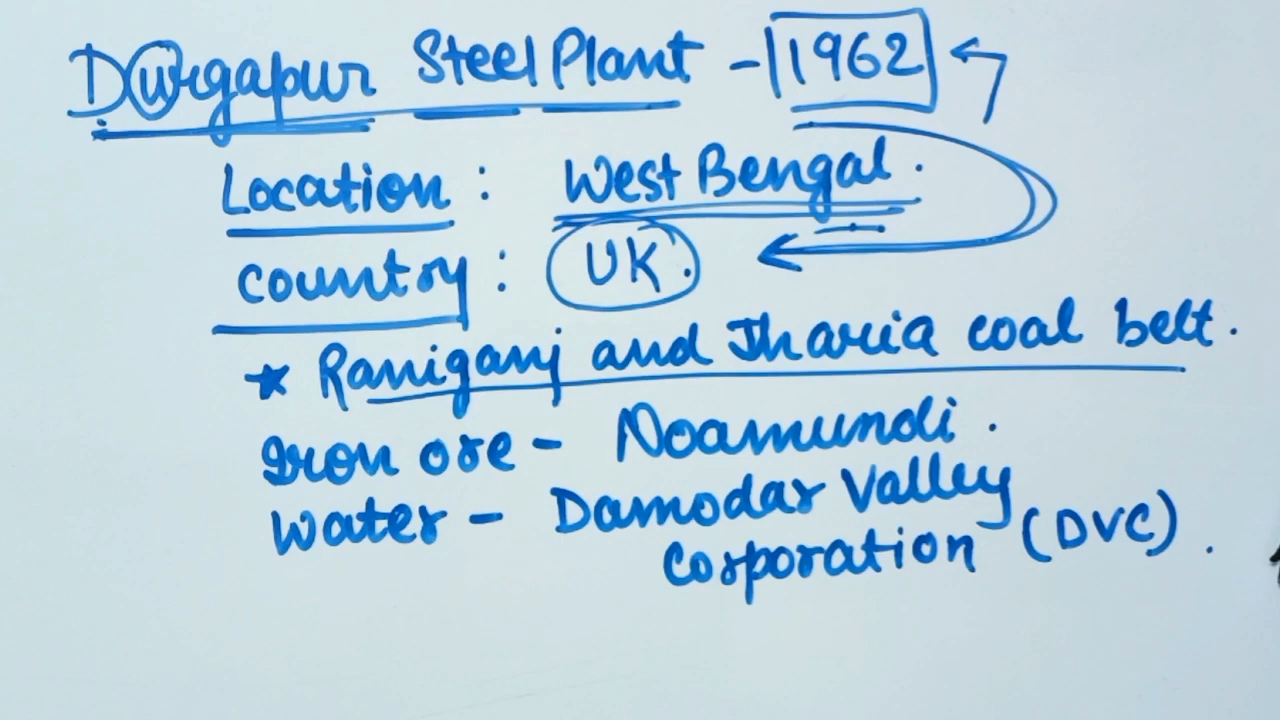 Durgapur Steel Plant - 1962
Location : West Bengal.
country : UK.
* Raniganj and Jharia coal belt.
Iron ore - Noamundi.
Water - Damodar Valley
Corporation (DVC).